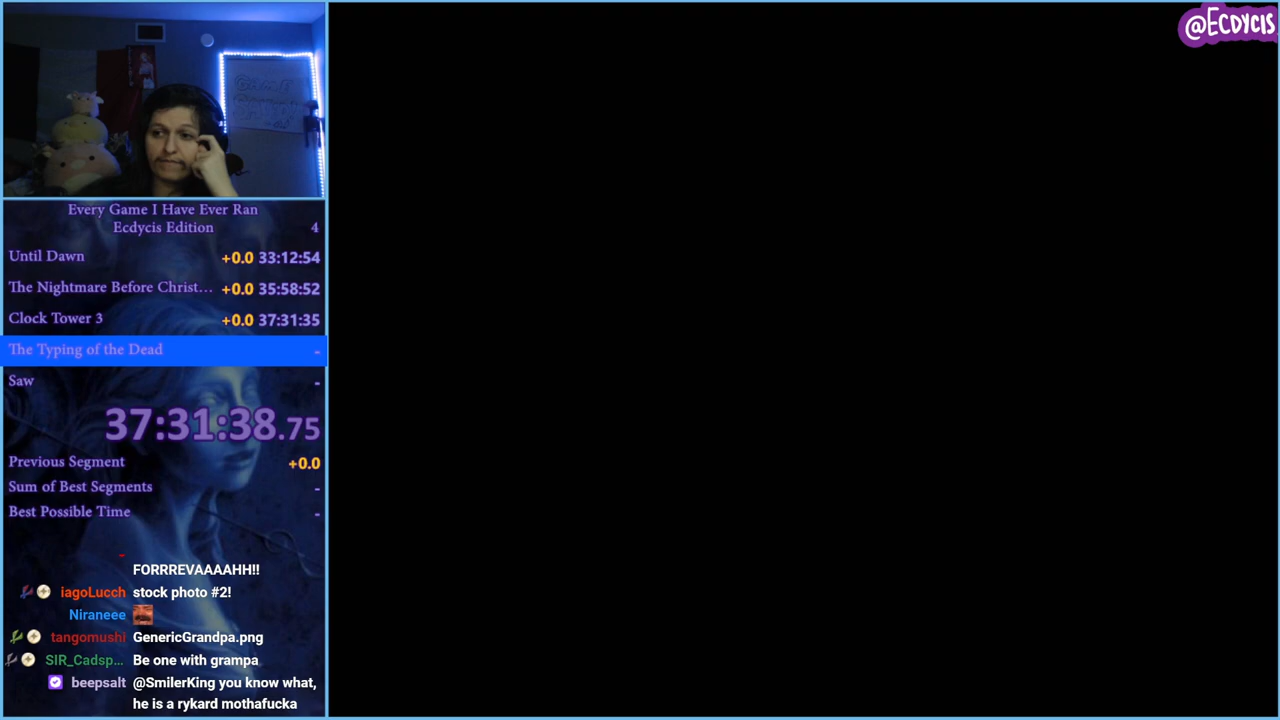 @ECDYCIS
Every Game I Have Ever Ran
Ecdycis Edition 4
Until Dawn +0.0 33:12:54
The Nightmare Before Christ... +0.0 35:58:52
Clock Tower 3 +0.0 37:31:35
The Typing of the Dead -
Saw -
37:31:38.75
Previous Segment +0.0
Sum of Best Segments -
Best Possible Time -
FORRREVAAAAHH!!
iagoLucch stock photo #2!
Niraneee
tangomushi GenericGrandpa.png
SIR_Cadsp... Be one with grampa
beepsalt @SmilerKing you know what,
he is a rykard mothafucka